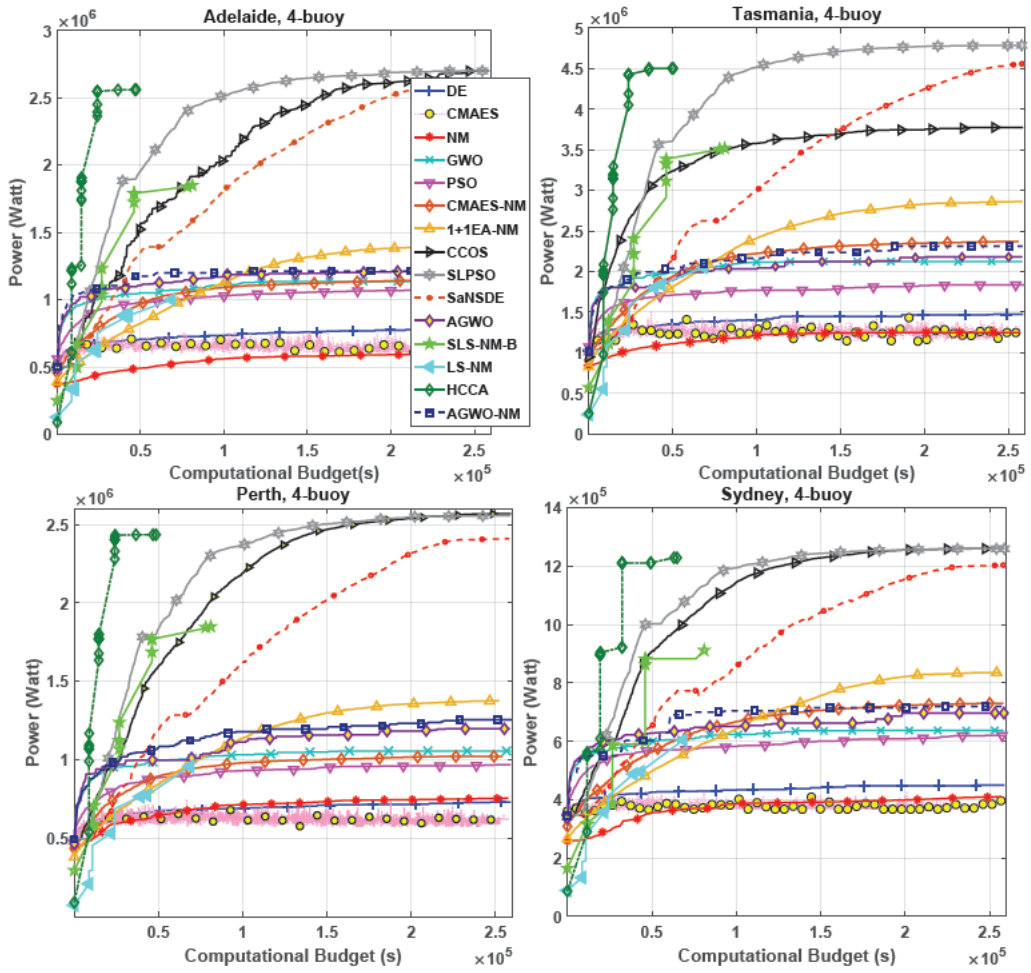 Adelaide, 4-buoy
×10^6
3
2.5
2
1.5
1
0.5
0
Power (Watt)
0.5
1
1.5
2
2.5
Computational Budget(s)
×10^5
DE
CMAES
NM
GWO
PSO
CMAES-NM
1+1EA-NM
CCOS
SLPSO
SaNSDE
AGWO
SLS-NM-B
LS-NM
HCCA
AGWO-NM
Tasmania, 4-buoy
×10^6
5
4.5
4
3.5
3
2.5
2
1.5
1
0.5
0
Power (Watt)
0.5
1
1.5
2
2.5
Computational Budget (s)
×10^5
Perth, 4-buoy
×10^6
2.5
2
1.5
1
0.5
Power (Watt)
0.5
1
1.5
2
2.5
Computational Budget (s)
×10^5
Sydney, 4-buoy
×10^5
14
12
10
8
6
4
2
0
Power (Watt)
0.5
1
1.5
2
2.5
Computational Budget (s)
×10^5